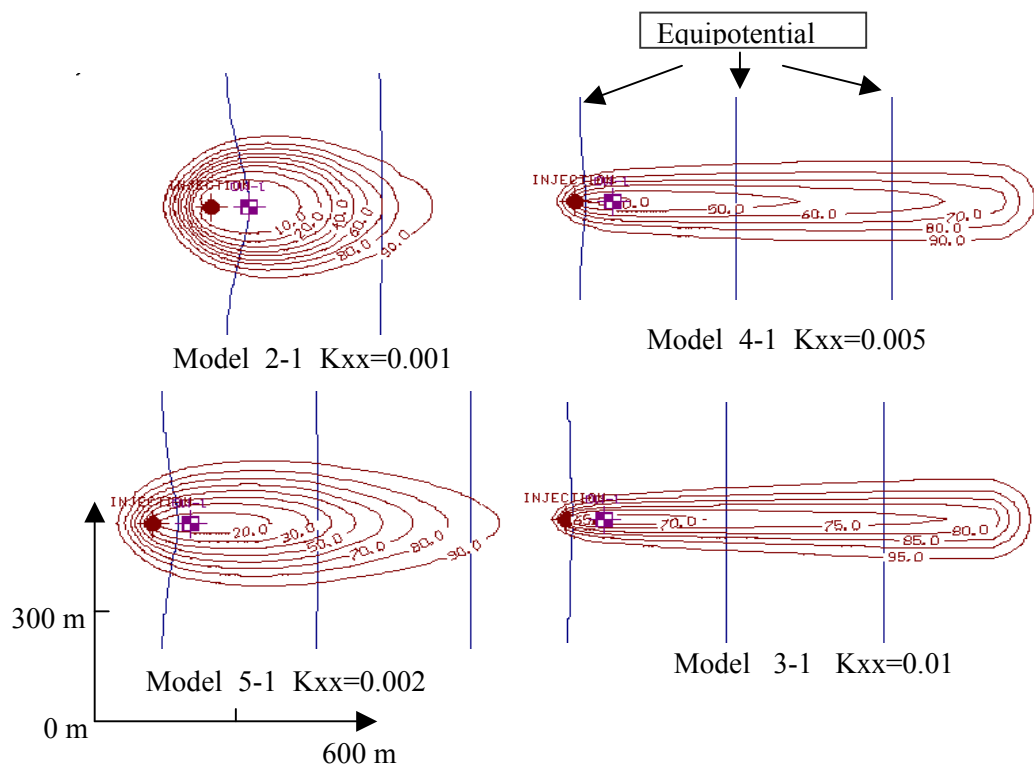 Equipotential
INJECTION
10.0
20.0
40.0
60.0
80.0
90.0
Model 2-1 Kxx=0.001
INJECTION
50.0
60.0
70.0
80.0
90.0
Model 4-1 Kxx=0.005
INJECTION
20.0
30.0
50.0
70.0
80.0
90.0
Model 5-1 Kxx=0.002
INJECTION
70.0
75.0
80.0
85.0
95.0
Model 3-1 Kxx=0.01
300 m
0 m
600 m